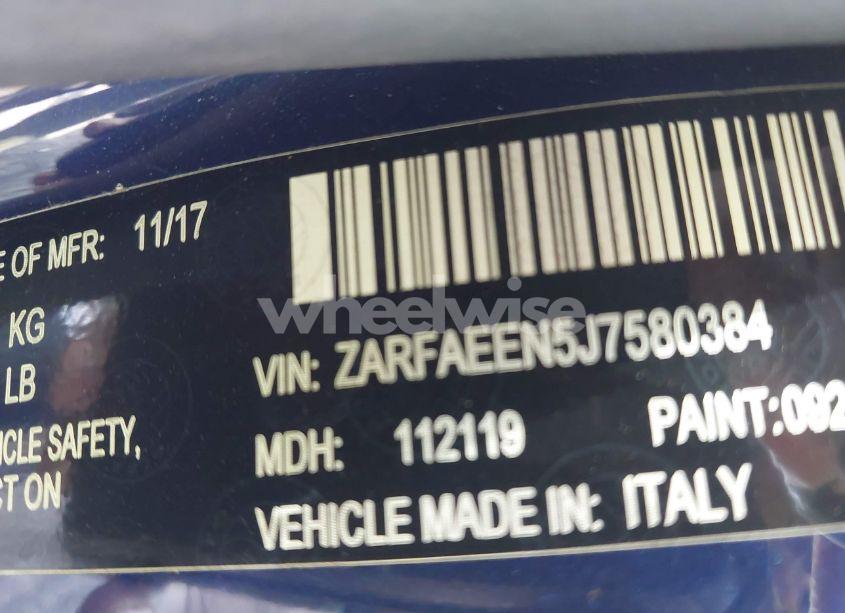 E OF MFR: 11/17
KG
LB
VIN: ZARFAEEN5J7580384
HICLE SAFETY,
MDH: 112119 PAINT:092
CT ON
VEHICLE MADE IN: ITALY
wheelwise